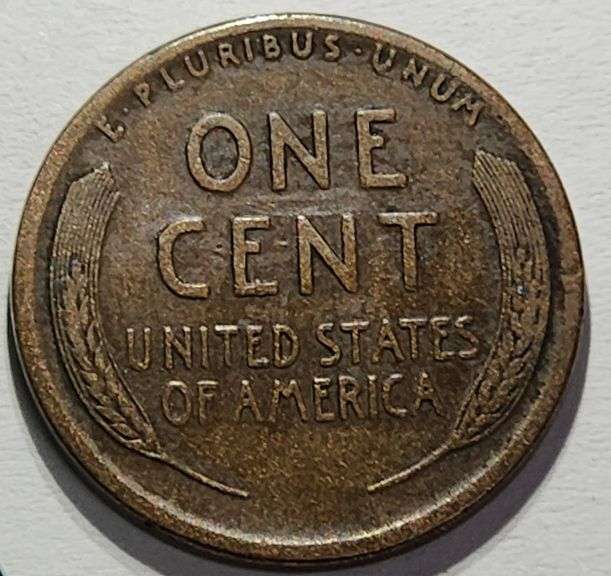 E·PLURIBUS·UNUM
ONE
CENT
UNITED STATES
OF AMERICA